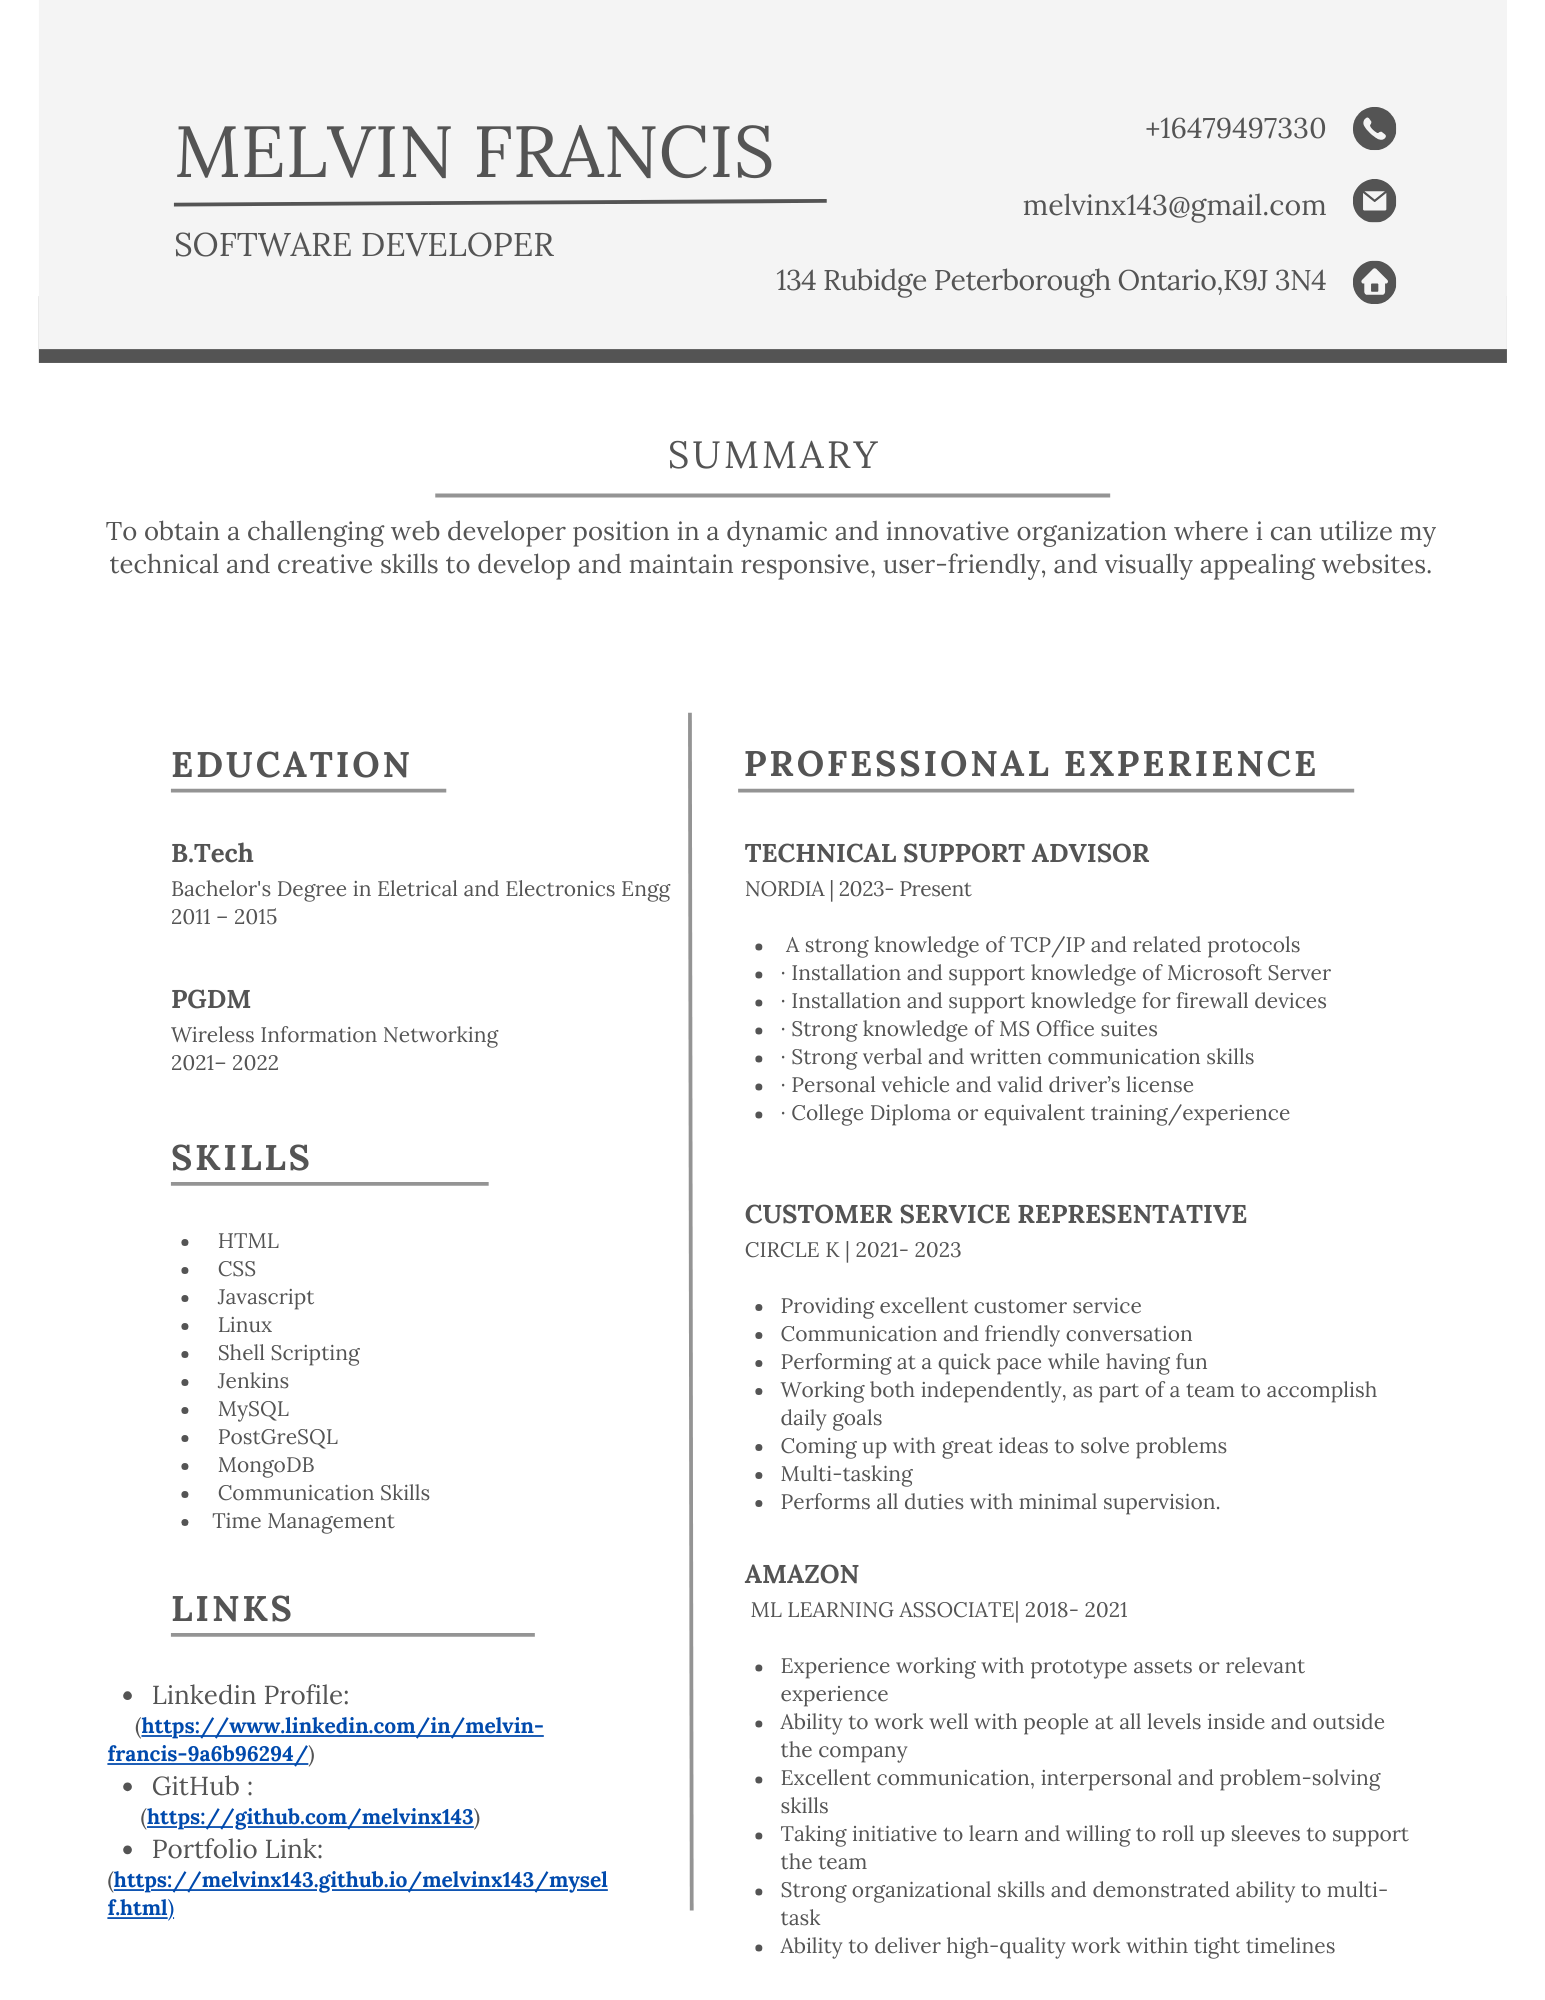 MELVIN FRANCIS
SOFTWARE DEVELOPER
+16479497330
melvinx143@gmail.com
134 Rubidge Peterborough Ontario,K9J 3N4
SUMMARY
To obtain a challenging web developer position in a dynamic and innovative organization where i can utilize my
technical and creative skills to develop and maintain responsive, user-friendly, and visually appealing websites.
EDUCATION
B.Tech
Bachelor's Degree in Eletrical and Electronics Engg
2011 – 2015
PGDM
Wireless Information Networking
2021– 2022
SKILLS
• HTML
• CSS
• Javascript
• Linux
• Shell Scripting
• Jenkins
• MySQL
• PostGreSQL
• MongoDB
• Communication Skills
• Time Management
LINKS
• Linkedin Profile:
(https://www.linkedin.com/in/melvin-
francis-9a6b96294/)
• GitHub :
(https://github.com/melvinx143)
• Portfolio Link:
(https://melvinx143.github.io/melvinx143/mysel
f.html)
PROFESSIONAL EXPERIENCE
TECHNICAL SUPPORT ADVISOR
NORDIA | 2023- Present
• A strong knowledge of TCP/IP and related protocols
• · Installation and support knowledge of Microsoft Server
• · Installation and support knowledge for firewall devices
• · Strong knowledge of MS Office suites
• · Strong verbal and written communication skills
• · Personal vehicle and valid driver’s license
• · College Diploma or equivalent training/experience
CUSTOMER SERVICE REPRESENTATIVE
CIRCLE K | 2021- 2023
• Providing excellent customer service
• Communication and friendly conversation
• Performing at a quick pace while having fun
• Working both independently, as part of a team to accomplish
daily goals
• Coming up with great ideas to solve problems
• Multi-tasking
• Performs all duties with minimal supervision.
AMAZON
ML LEARNING ASSOCIATE| 2018- 2021
• Experience working with prototype assets or relevant
experience
• Ability to work well with people at all levels inside and outside
the company
• Excellent communication, interpersonal and problem-solving
skills
• Taking initiative to learn and willing to roll up sleeves to support
the team
• Strong organizational skills and demonstrated ability to multi-
task
• Ability to deliver high-quality work within tight timelines